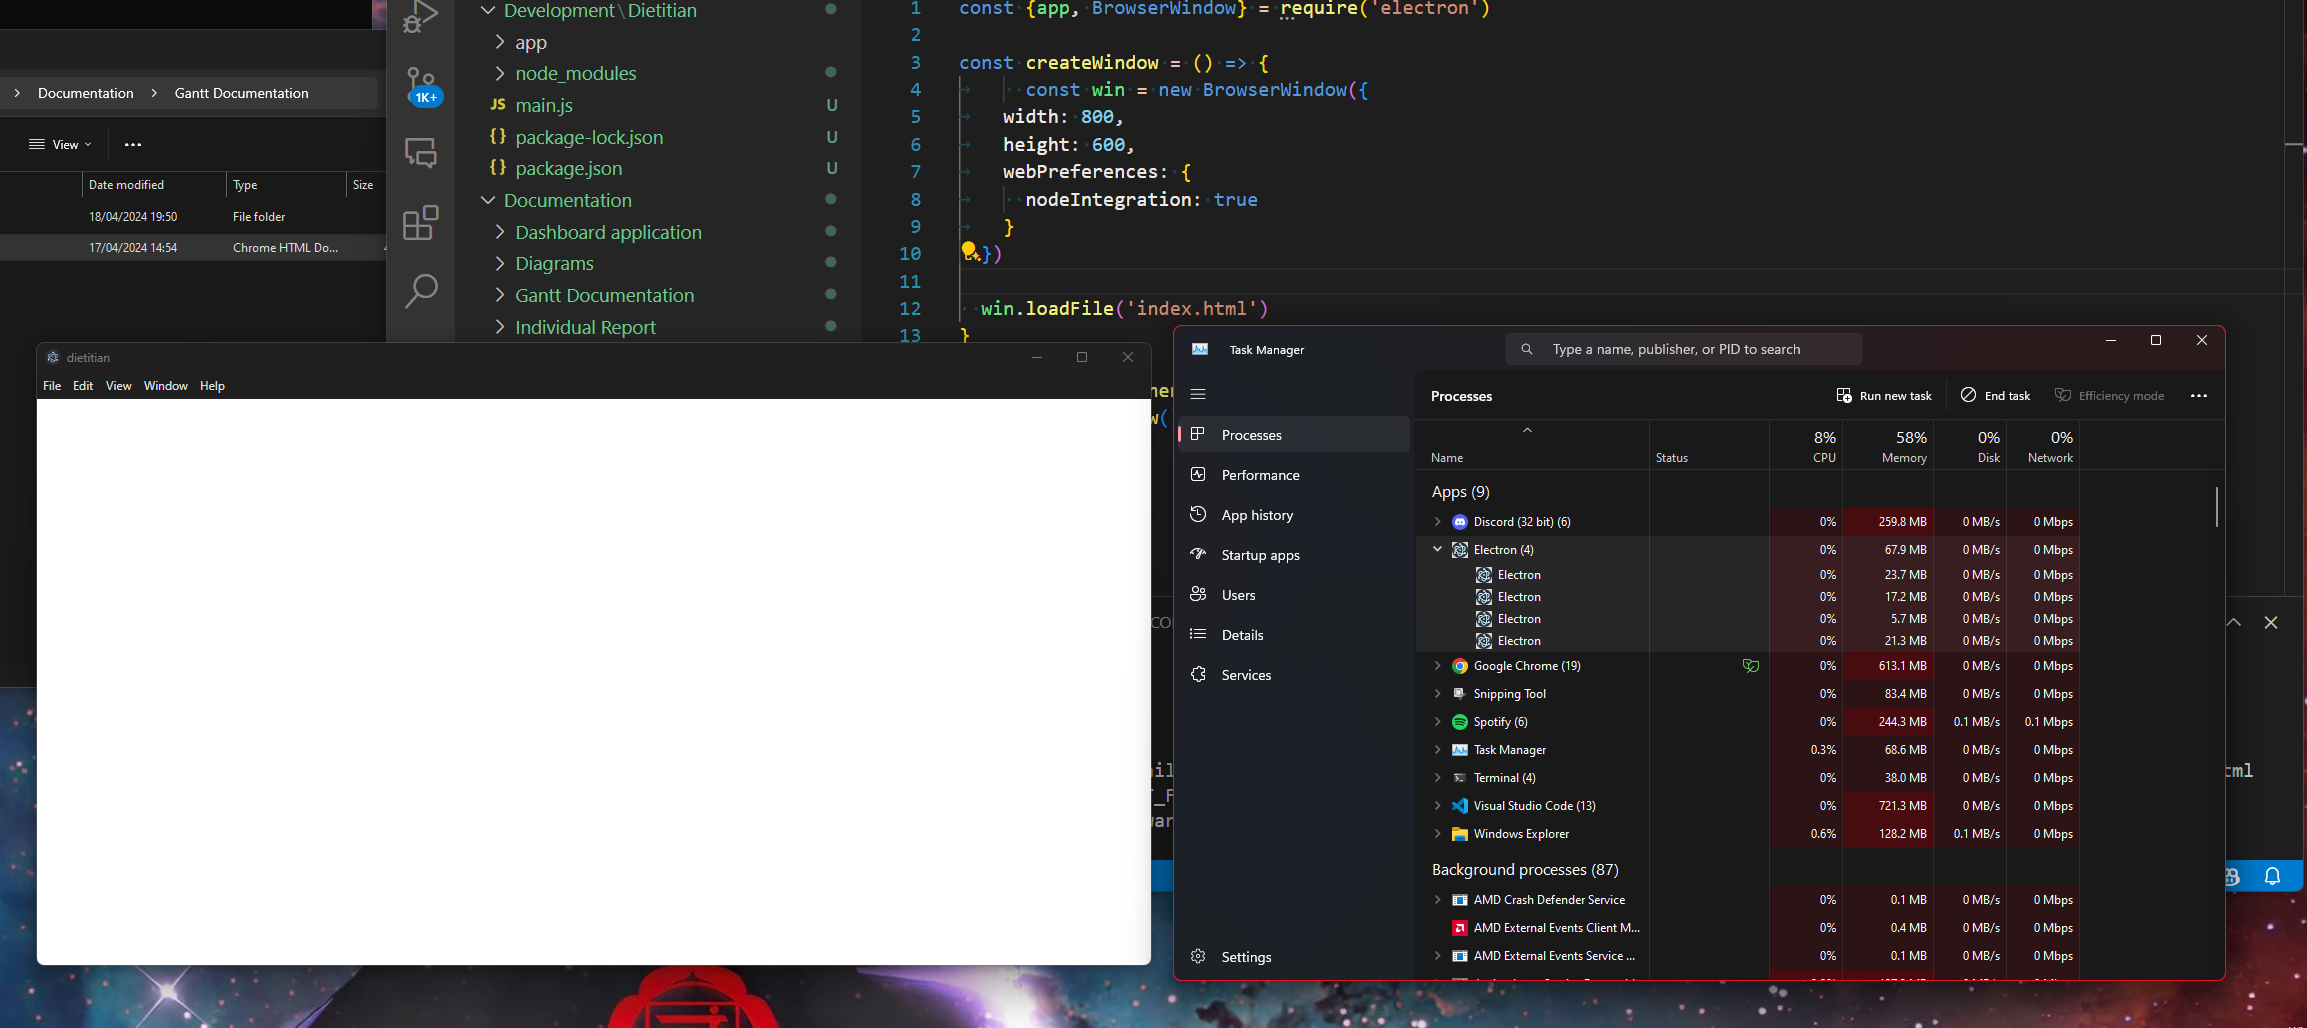 Documentation > Gantt Documentation
View
Date modified Type Size
18/04/2024 19:50 File folder
17/04/2024 14:54 Chrome HTML Do...
1K+
Development\Dietitian
app
node_modules
JS main.js U
{} package-lock.json U
{} package.json U
Documentation
Dashboard application
Diagrams
Gantt Documentation
Individual Report
1 const {app, BrowserWindow} = require('electron')
2
3 const createWindow = () => {
4 const win = new BrowserWindow({
5 width: 800,
6 height: 600,
7 webPreferences: {
8 nodeIntegration: true
9 }
10 })
11
12 win.loadFile('index.html')
13 }
dietitian
File Edit View Window Help
Task Manager
Type a name, publisher, or PID to search
Processes
Performance
App history
Startup apps
Users
Details
Services
Settings
Processes Run new task End task Efficiency mode
8% 58% 0% 0%
Name Status CPU Memory Disk Network
Apps (9)
Discord (32 bit) (6) 0% 259.8 MB 0 MB/s 0 Mbps
Electron (4) 0% 67.9 MB 0 MB/s 0 Mbps
Electron 0% 23.7 MB 0 MB/s 0 Mbps
Electron 0% 17.2 MB 0 MB/s 0 Mbps
Electron 0% 5.7 MB 0 MB/s 0 Mbps
Electron 0% 21.3 MB 0 MB/s 0 Mbps
Google Chrome (19) 0% 613.1 MB 0 MB/s 0 Mbps
Snipping Tool 0% 83.4 MB 0 MB/s 0 Mbps
Spotify (6) 0% 244.3 MB 0.1 MB/s 0.1 Mbps
Task Manager 0.3% 68.6 MB 0 MB/s 0 Mbps
Terminal (4) 0% 38.0 MB 0 MB/s 0 Mbps
Visual Studio Code (13) 0% 721.3 MB 0 MB/s 0 Mbps
Windows Explorer 0.6% 128.2 MB 0.1 MB/s 0 Mbps
Background processes (87)
AMD Crash Defender Service 0% 0.1 MB 0 MB/s 0 Mbps
AMD External Events Client M... 0% 0.4 MB 0 MB/s 0 Mbps
AMD External Events Service ... 0% 0.1 MB 0 MB/s 0 Mbps